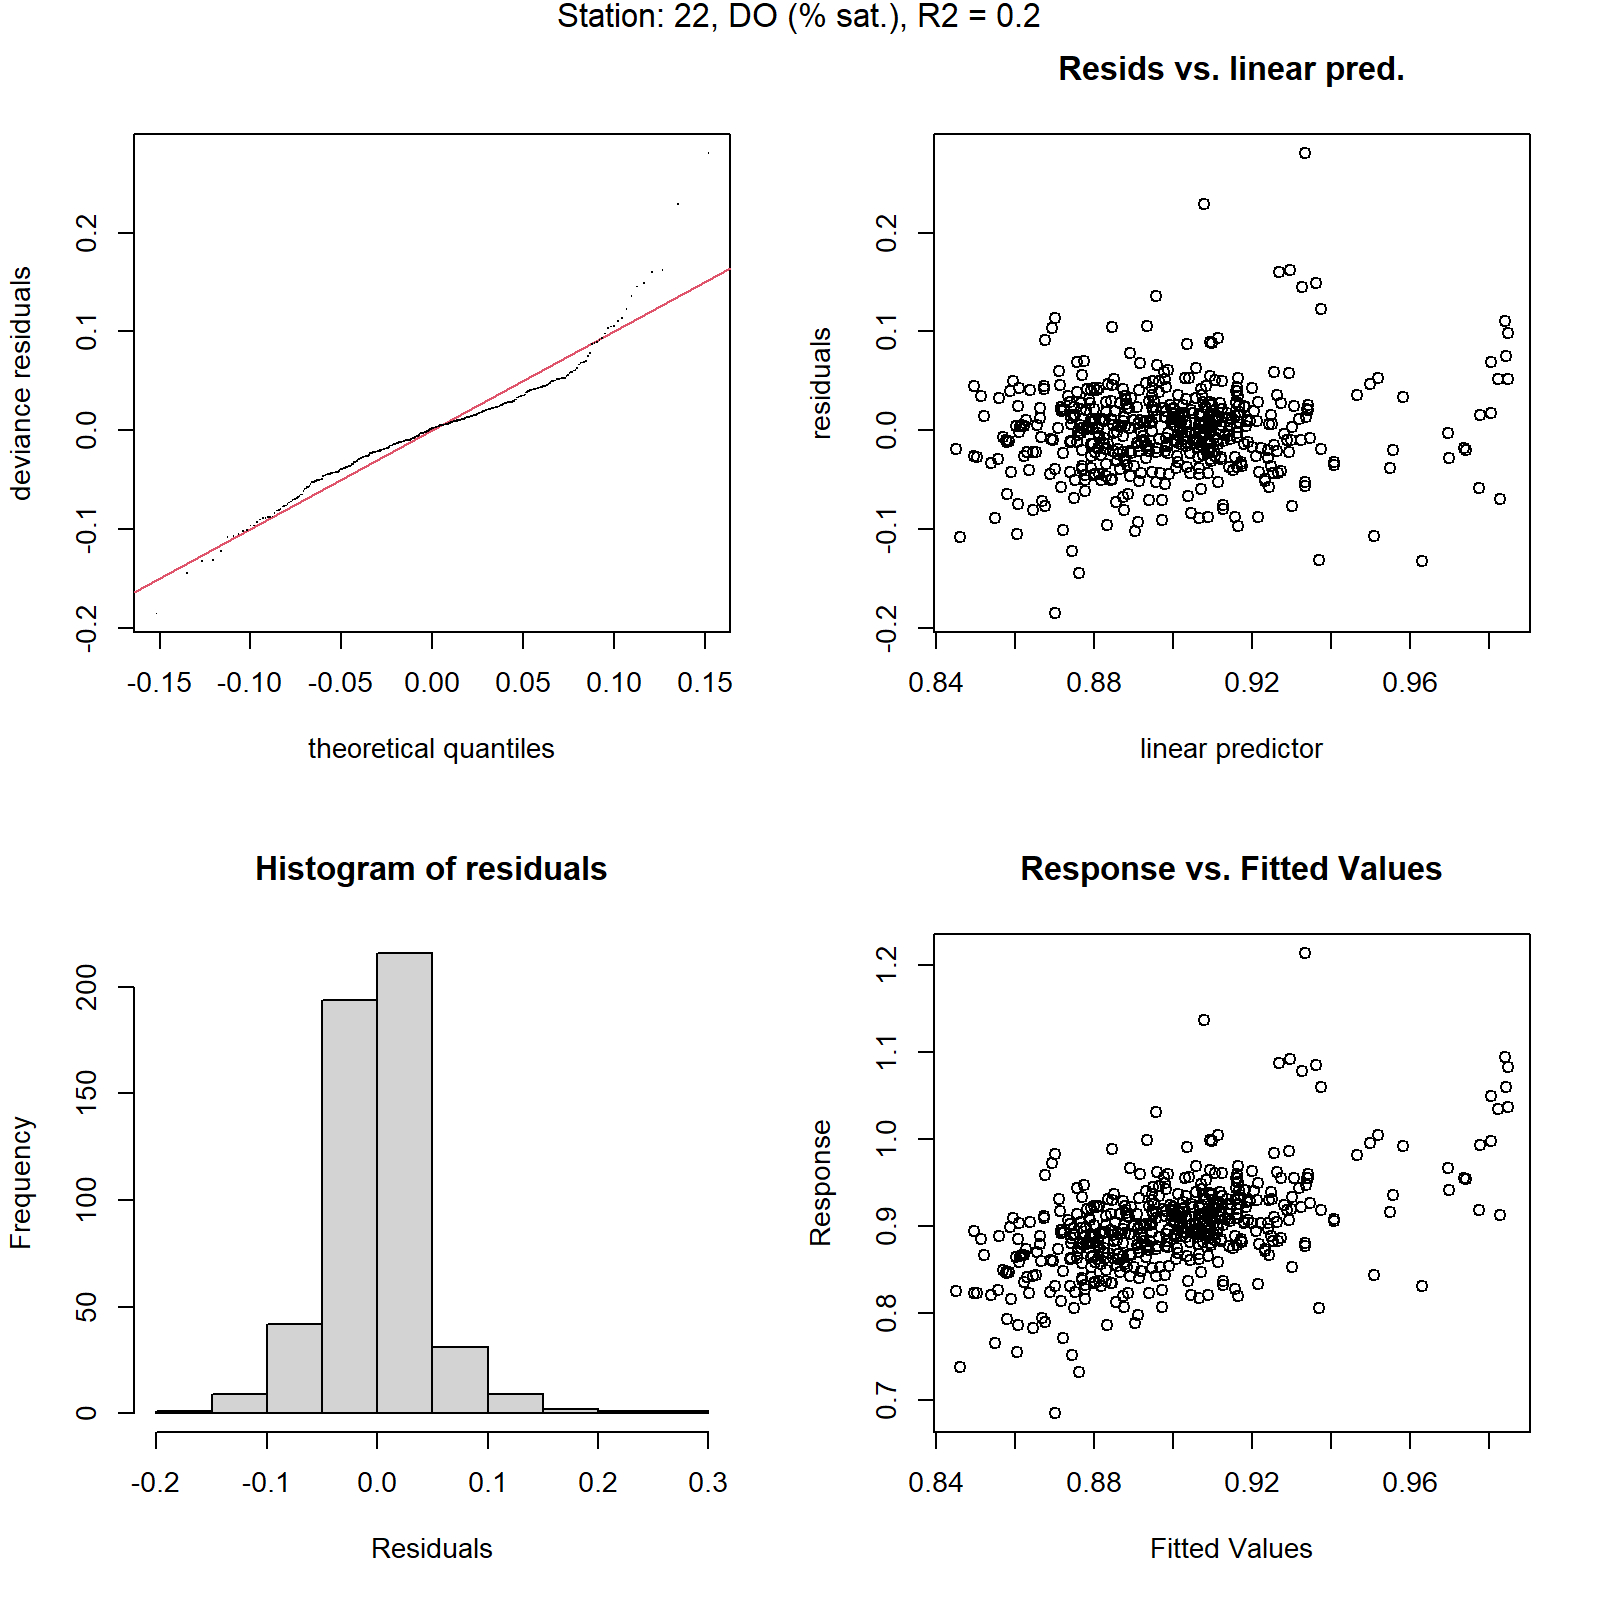 Station: 22, DO (% sat.), R2 = 0.2
deviance residuals
0.2
0.1
0.0
-0.1
-0.2
-0.15 -0.10 -0.05 0.00 0.05 0.10 0.15
theoretical quantiles
Resids vs. linear pred.
residuals
0.2
0.1
0.0
-0.1
-0.2
0.84 0.88 0.92 0.96
linear predictor
Histogram of residuals
Frequency
200
150
100
50
0
-0.2 -0.1 0.0 0.1 0.2 0.3
Residuals
Response vs. Fitted Values
Response
1.2
1.1
1.0
0.9
0.8
0.7
0.84 0.88 0.92 0.96
Fitted Values